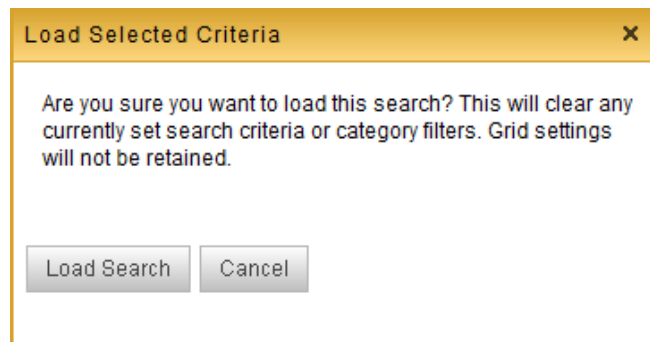 Load Selected Criteria
Are you sure you want to load this search? This will clear any
currently set search criteria or category filters. Grid settings
will not be retained.
Load Search Cancel